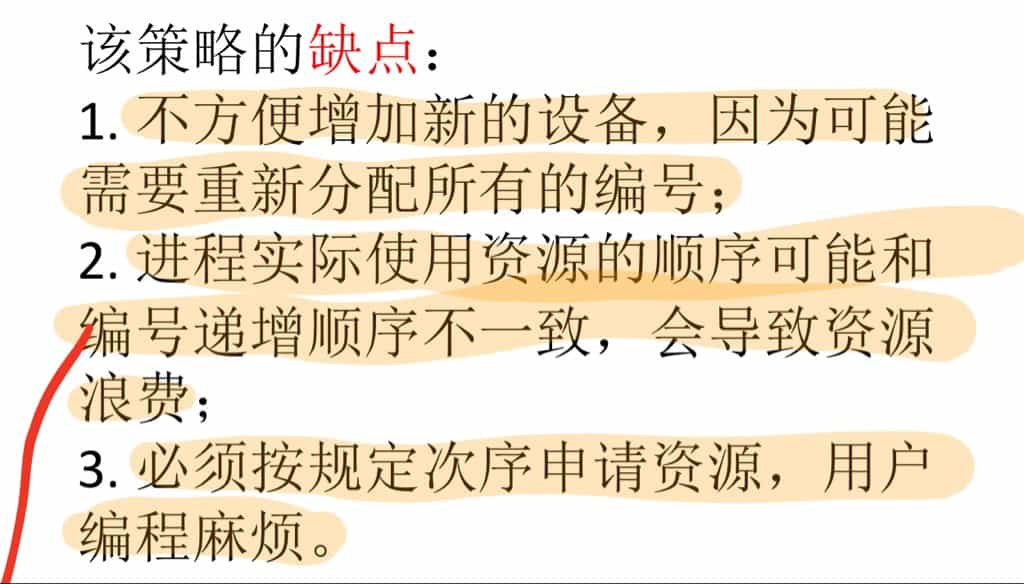 该策略的缺点：
1. 不方便增加新的设备，因为可能
需要重新分配所有的编号；
2. 进程实际使用资源的顺序可能和
编号递增顺序不一致，会导致资源
浪费；
3. 必须按规定次序申请资源，用户
编程麻烦。